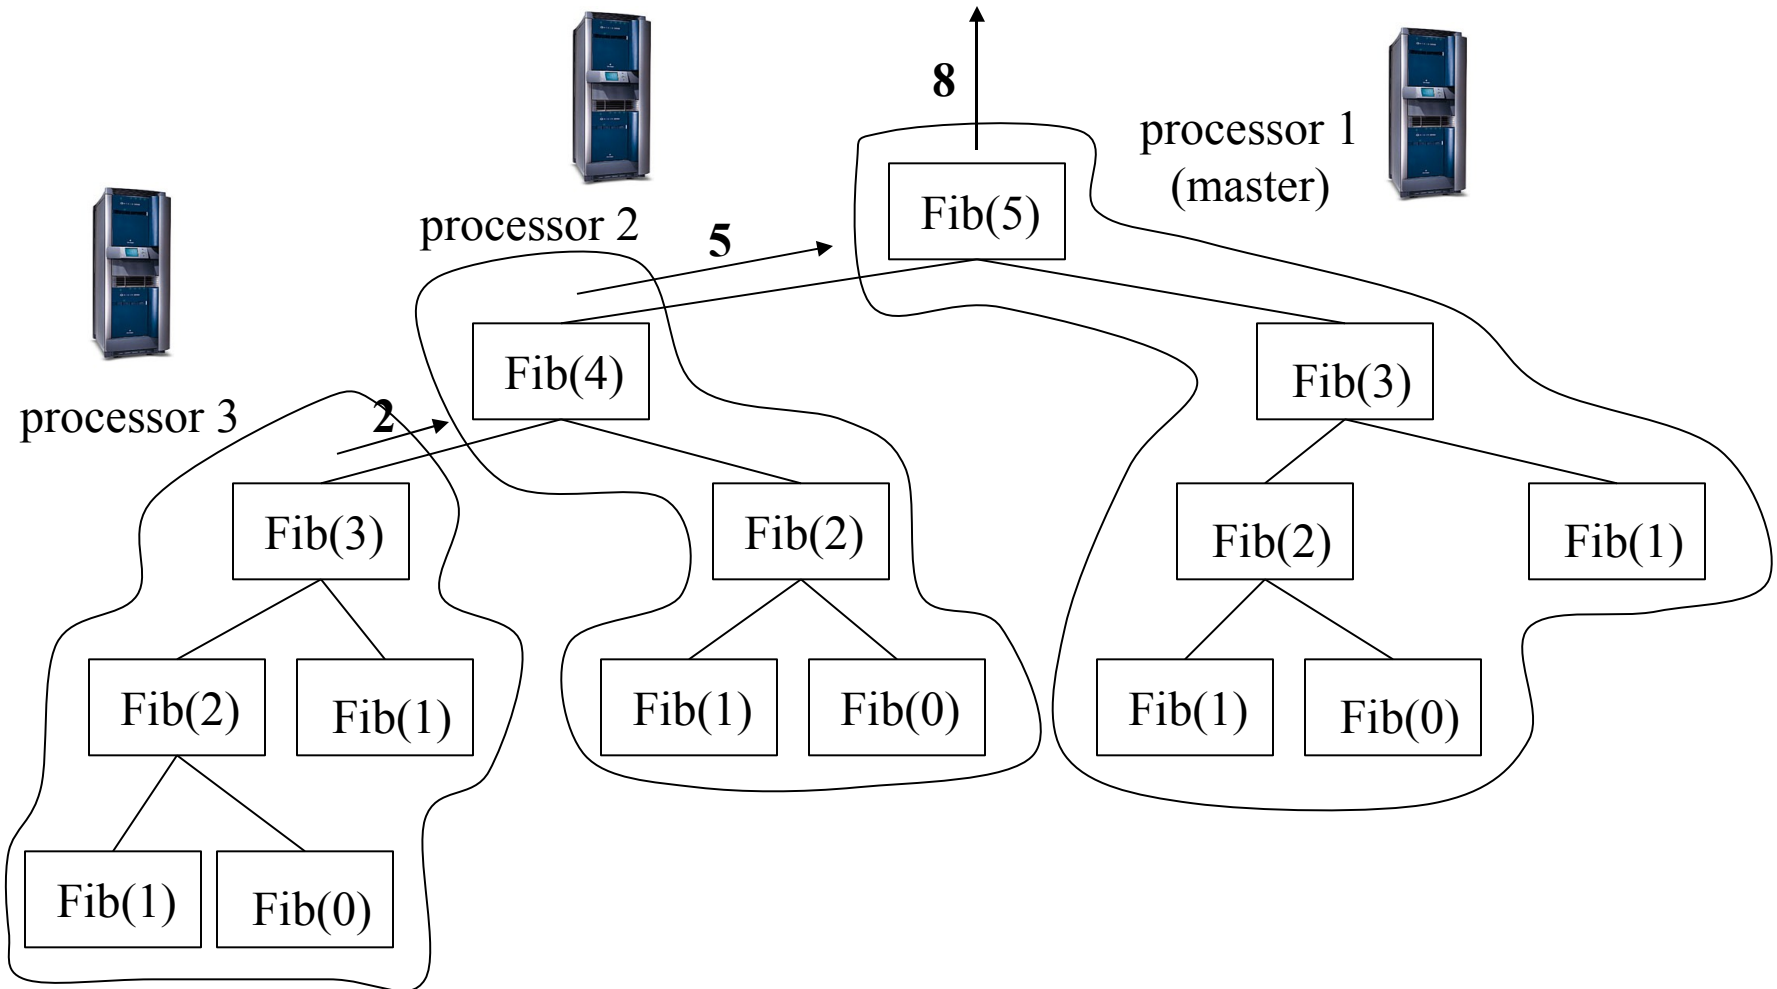 8
processor 1
(master)
Fib(5)
processor 2
5
Fib(4)
Fib(3)
processor 3
2
Fib(3)
Fib(2)
Fib(2)
Fib(1)
Fib(2)
Fib(1)
Fib(1)
Fib(0)
Fib(1)
Fib(0)
Fib(1)
Fib(0)